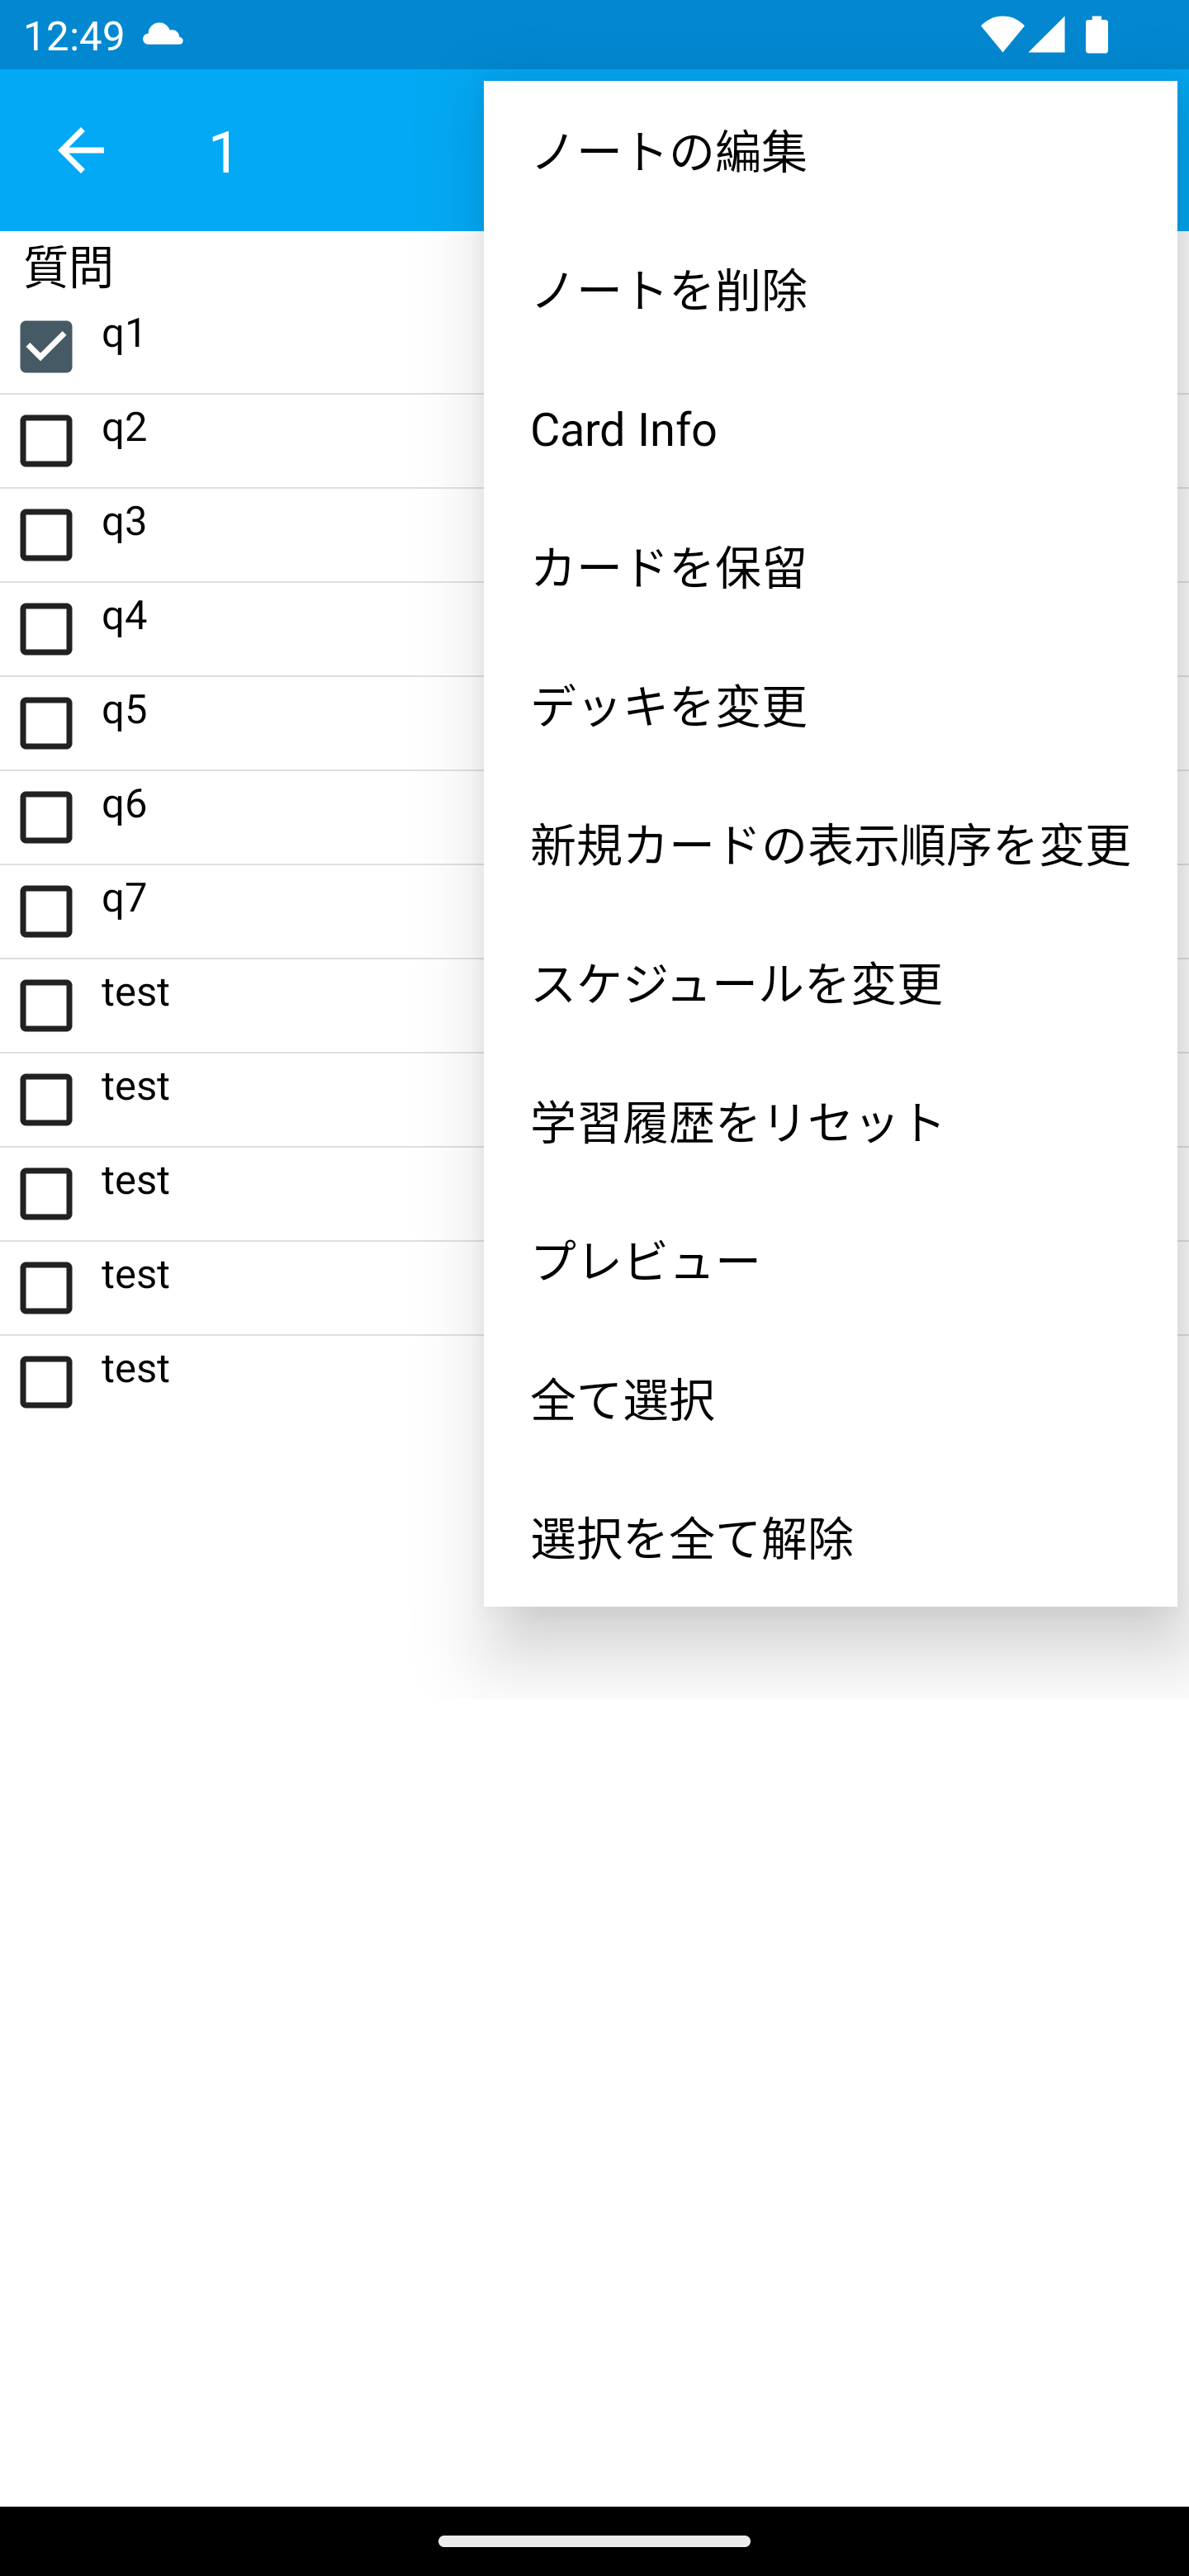 12:49
1
質問
q1
q2
q3
q4
q5
q6
q7
test
test
test
test
test
ノートの編集
ノートを削除
Card Info
カードを保留
デッキを変更
新規カードの表示順序を変更
スケジュールを変更
学習履歴をリセット
プレビュー
全て選択
選択を全て解除